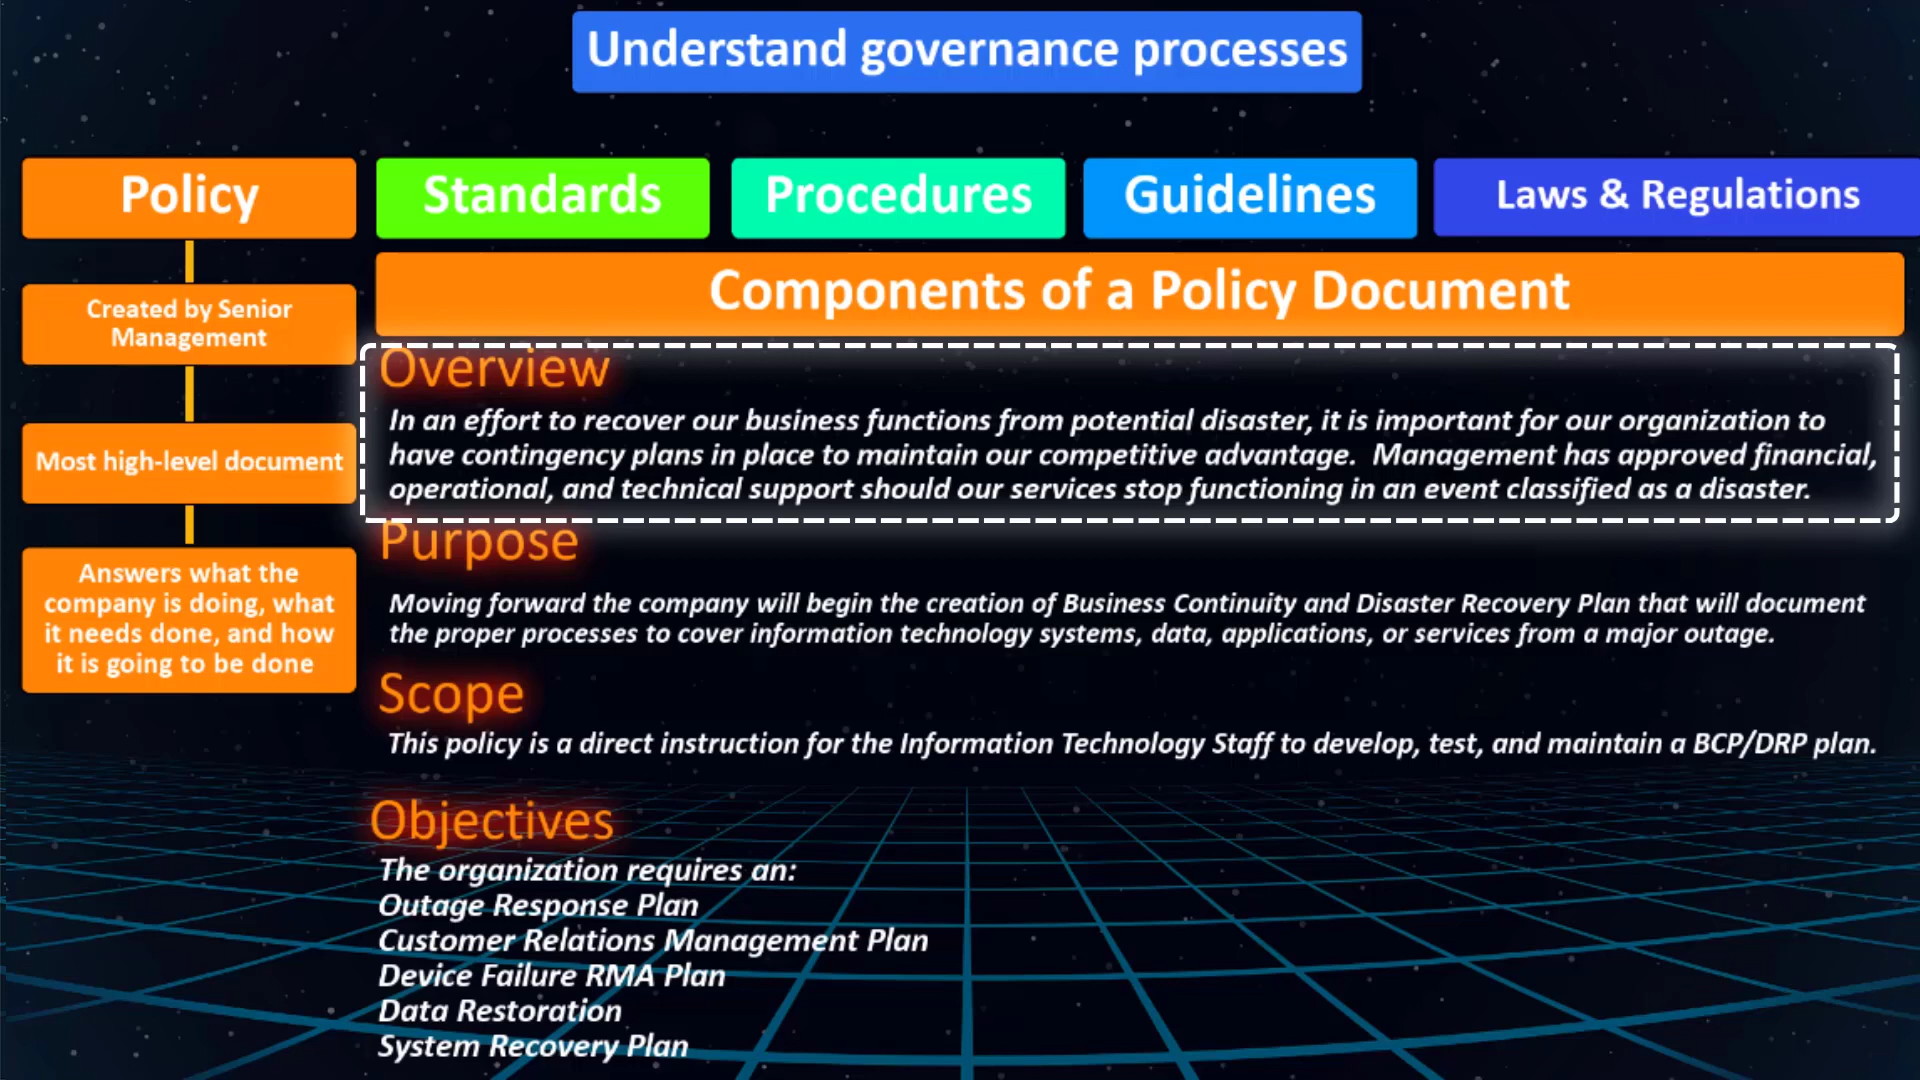 Understand governance processes
Policy
Standards
Procedures
Guidelines
Laws & Regulations
Created by Senior
Management
Most high-level document
Answers what the
company is doing, what
it needs done, and how
it is going to be done
Components of a Policy Document
Overview
In an effort to recover our business functions from potential disaster, it is important for our organization to
have contingency plans in place to maintain our competitive advantage.  Management has approved financial,
operational, and technical support should our services stop functioning in an event classified as a disaster.
Purpose
Moving forward the company will begin the creation of Business Continuity and Disaster Recovery Plan that will document
the proper processes to cover information technology systems, data, applications, or services from a major outage.
Scope
This policy is a direct instruction for the Information Technology Staff to develop, test, and maintain a BCP/DRP plan.
Objectives
The organization requires an:
Outage Response Plan
Customer Relations Management Plan
Device Failure RMA Plan
Data Restoration
System Recovery Plan